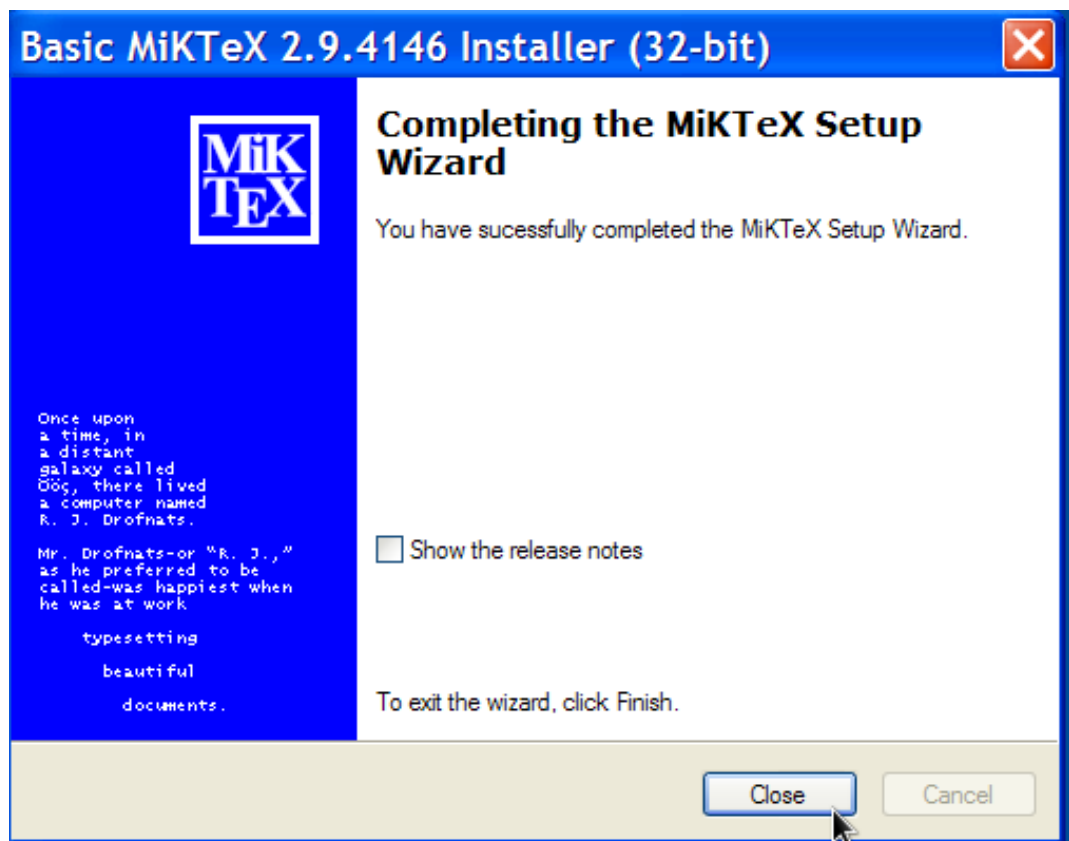 Basic MiKTeX 2.9.4146 Installer (32-bit)
MiK
TEX
Completing the MiKTeX Setup
Wizard
You have sucessfully completed the MiKTeX Setup Wizard.
Once upon
a time, in
a distant
galaxy called
Ööç, there lived
a computer named
R. J. Drofnats.
Mr. Drofnats-or "R. J.,"
as he preferred to be
called-was happiest when
he was at work
typesetting
beautiful
documents.
Show the release notes
To exit the wizard, click Finish.
Close
Cancel